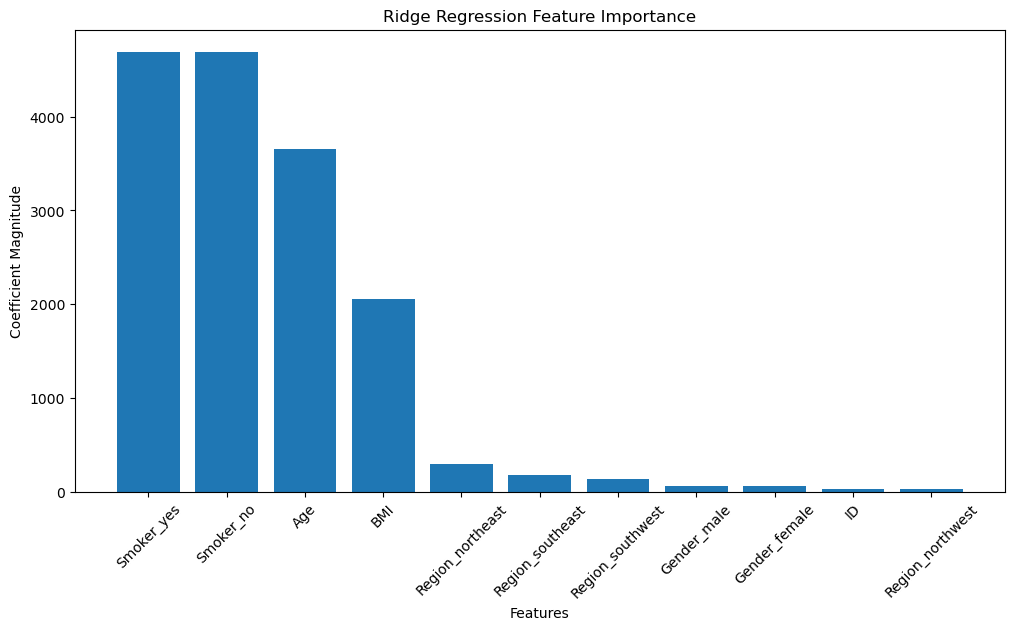 Ridge Regression Feature Importance
Coefficient Magnitude
4000
3000
2000
1000
0
Smoker_yes
Smoker_no
Age
BMI
Region_northeast
Region_southeast
Region_southwest
Gender_male
Gender_female
ID
Region_northwest
Features